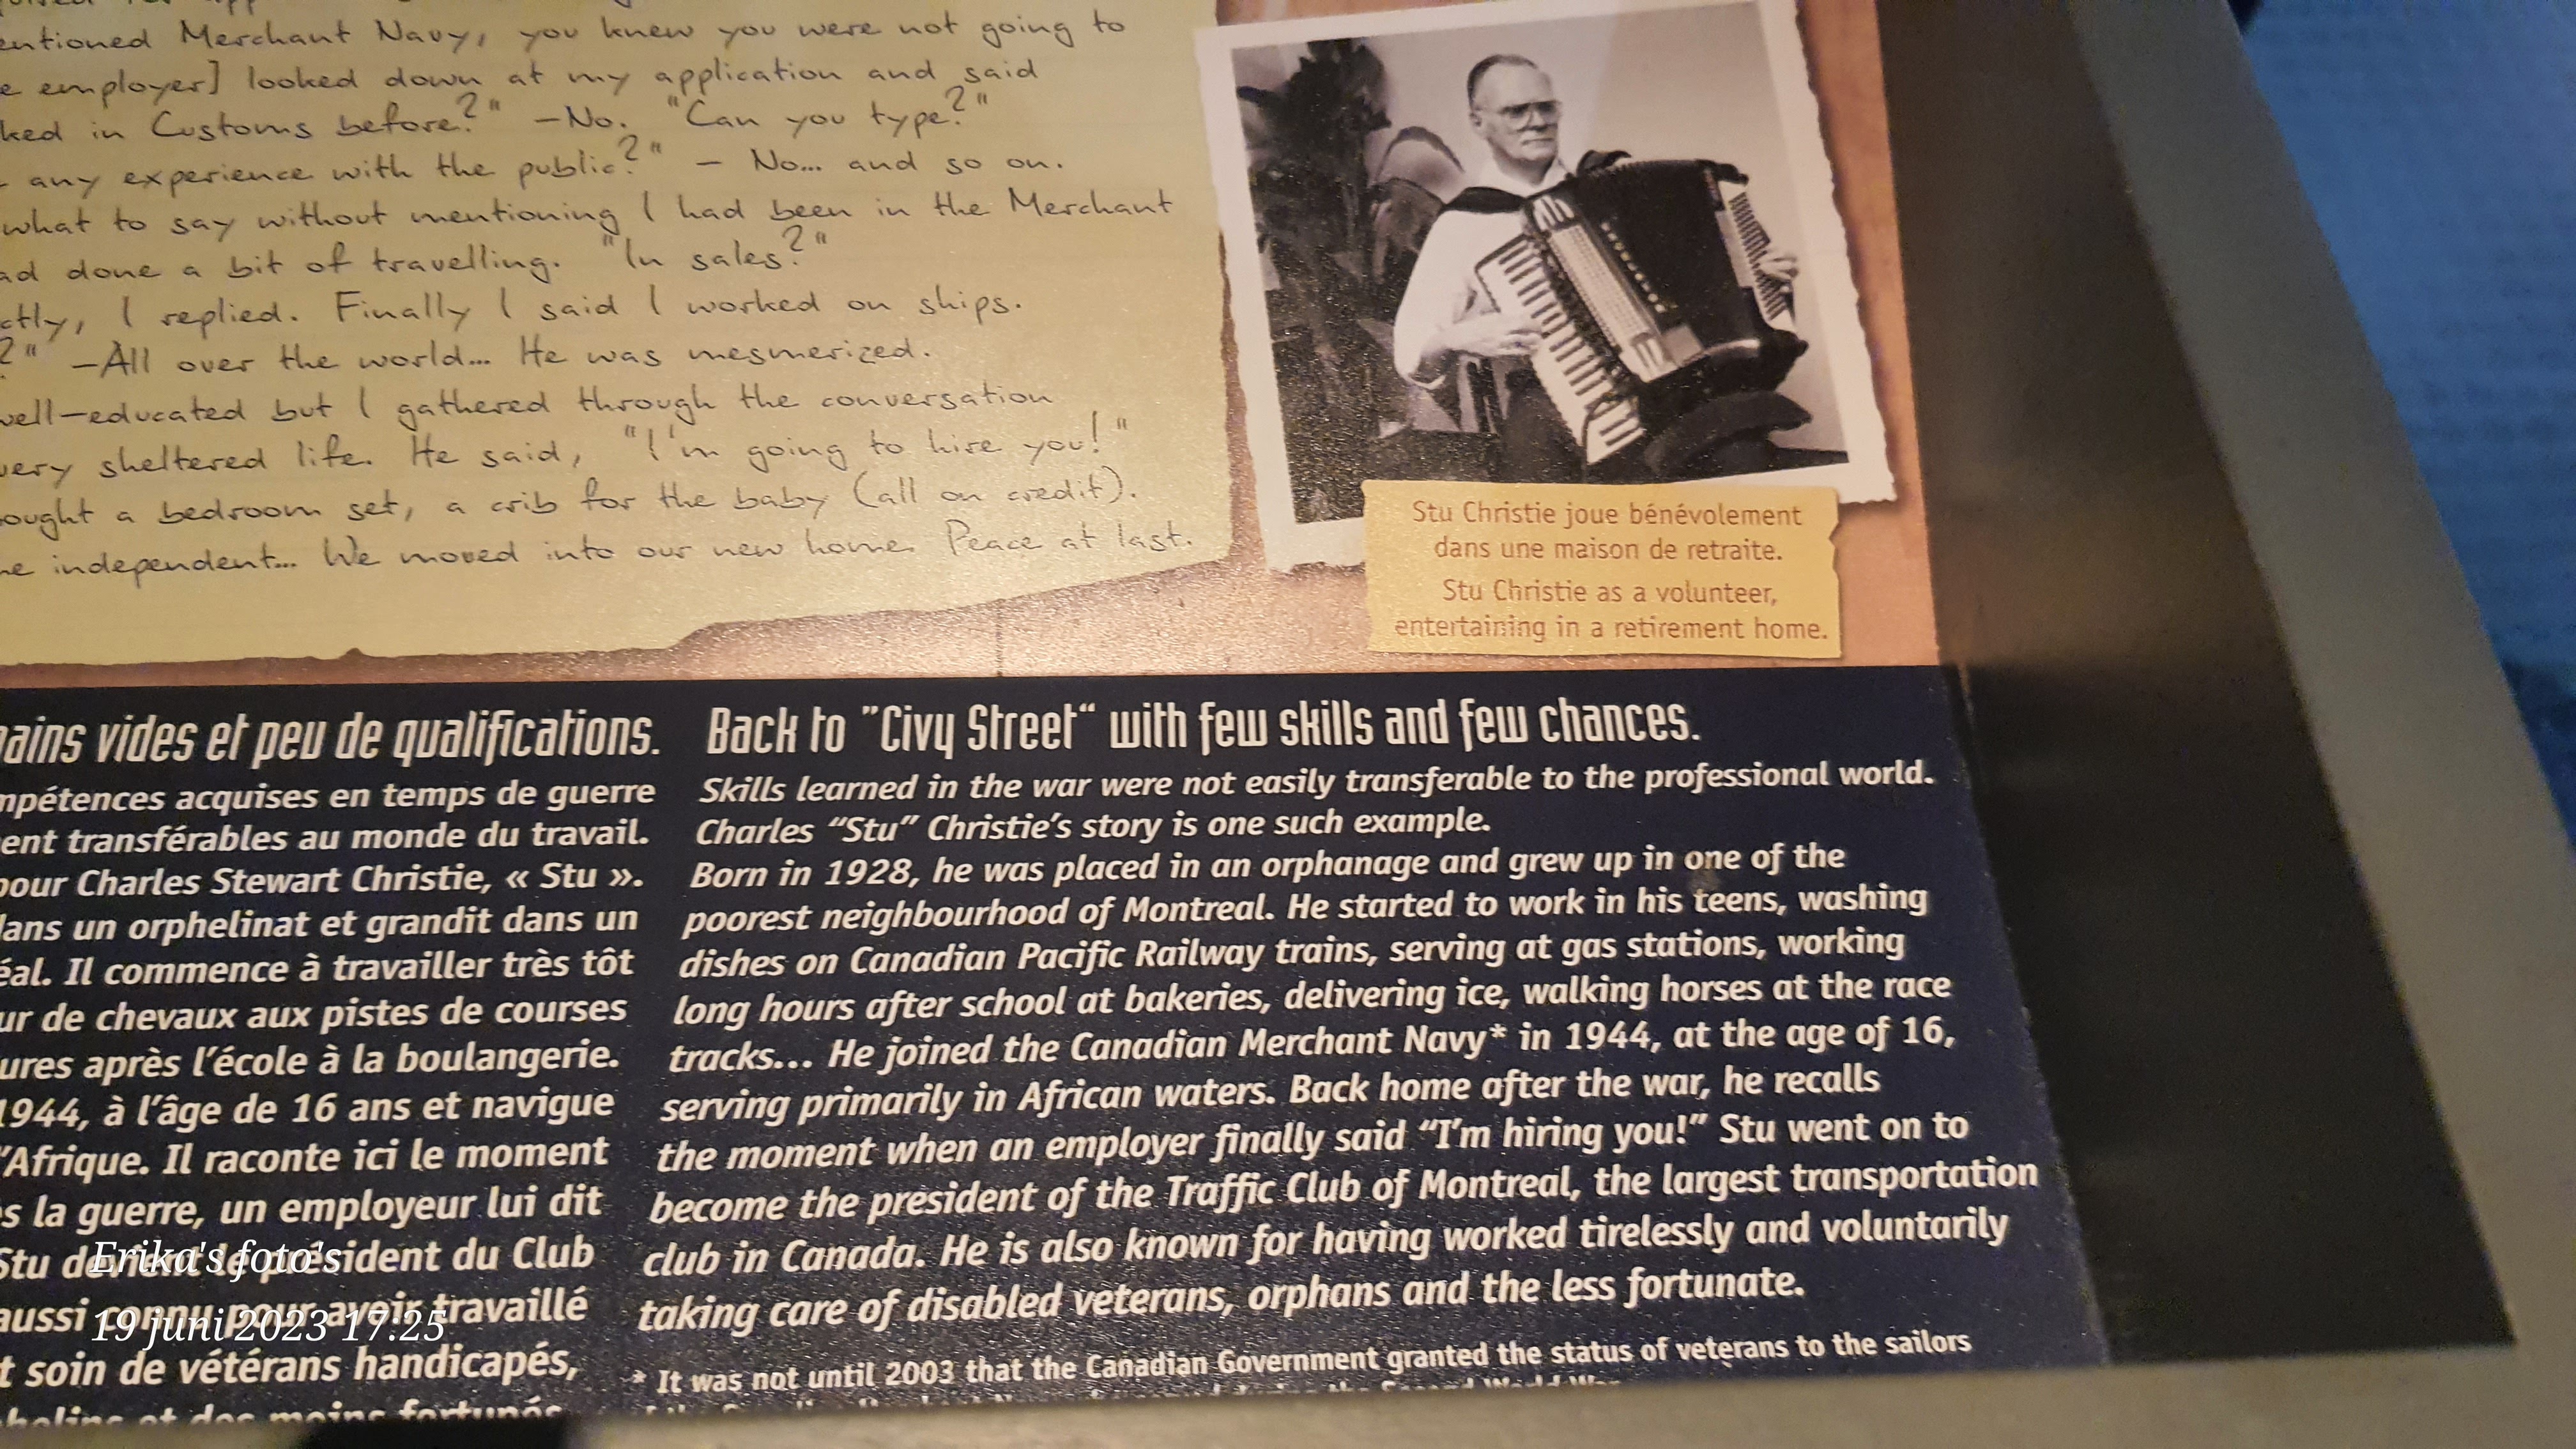 entioned Merchant Navy, you knew you were not going to
e employer] looked down at my application and said
ked in Customs before?" —No. "Can you type?"
any experience with the public?" — No... and so on.
what to say without mentioning I had been in the Merchant
ad done a bit of travelling. "In sales?"
ctly, I replied. Finally I said I worked on ships.
?" —All over the world... He was mesmerized.
well-educated but I gathered through the conversation
very sheltered life. He said, "I'm going to hire you!"
ought a bedroom set, a crib for the baby (all on credit).
me independent... We moved into our new home. Peace at last.
Stu Christie joue bénévolement
dans une maison de retraite.
Stu Christie as a volunteer,
entertaining in a retirement home.
mains vides et peu de qualifications.
mpétences acquises en temps de guerre
ent transférables au monde du travail.
pour Charles Stewart Christie, « Stu ».
dans un orphelinat et grandit dans un
éal. Il commence à travailler très tôt
ur de chevaux aux pistes de courses
ures après l'école à la boulangerie.
1944, à l'âge de 16 ans et navigue
'Afrique. Il raconte ici le moment
s la guerre, un employeur lui dit
Stu devient le président du Club
aussi connu pour avoir travaillé
t soin de vétérans handicapés,
Back to "Civy Street" with few skills and few chances.
Skills learned in the war were not easily transferable to the professional world.
Charles “Stu” Christie's story is one such example.
Born in 1928, he was placed in an orphanage and grew up in one of the
poorest neighbourhood of Montreal. He started to work in his teens, washing
dishes on Canadian Pacific Railway trains, serving at gas stations, working
long hours after school at bakeries, delivering ice, walking horses at the race
tracks... He joined the Canadian Merchant Navy* in 1944, at the age of 16,
serving primarily in African waters. Back home after the war, he recalls
the moment when an employer finally said “I'm hiring you!” Stu went on to
become the president of the Traffic Club of Montreal, the largest transportation
club in Canada. He is also known for having worked tirelessly and voluntarily
taking care of disabled veterans, orphans and the less fortunate.
* It was not until 2003 that the Canadian Government granted the status of veterans to the sailors
Erika's foto's
19 juni 2023 17:25